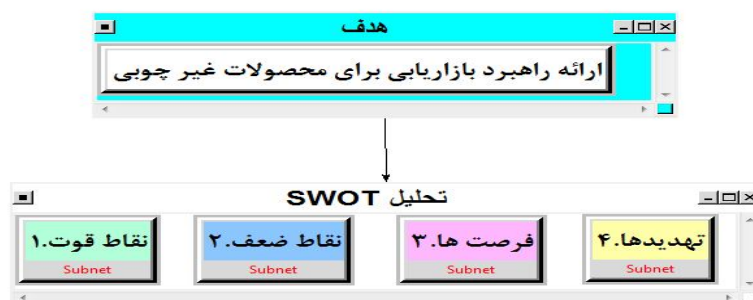 هدف
ارائه راهبرد بازاریابی برای محصولات غیر چوبی
تحلیل SWOT
۱.نقاط قوت
۲.نقاط ضعف
۳.فرصت ها
۴.تهدیدها
Subnet
Subnet
Subnet
Subnet